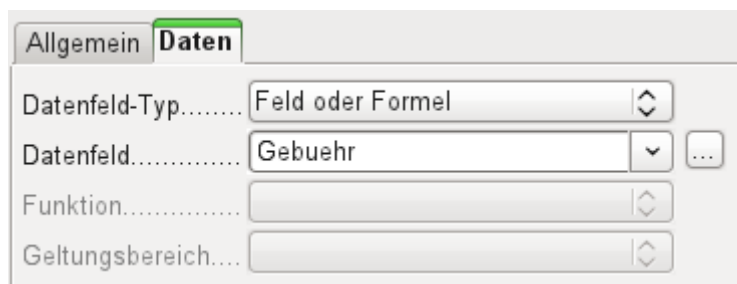 Allgemein Daten
Datenfeld-Typ........ Feld oder Formel
Datenfeld.............. Gebuehr ...
Funktion...............
Geltungsbereich....